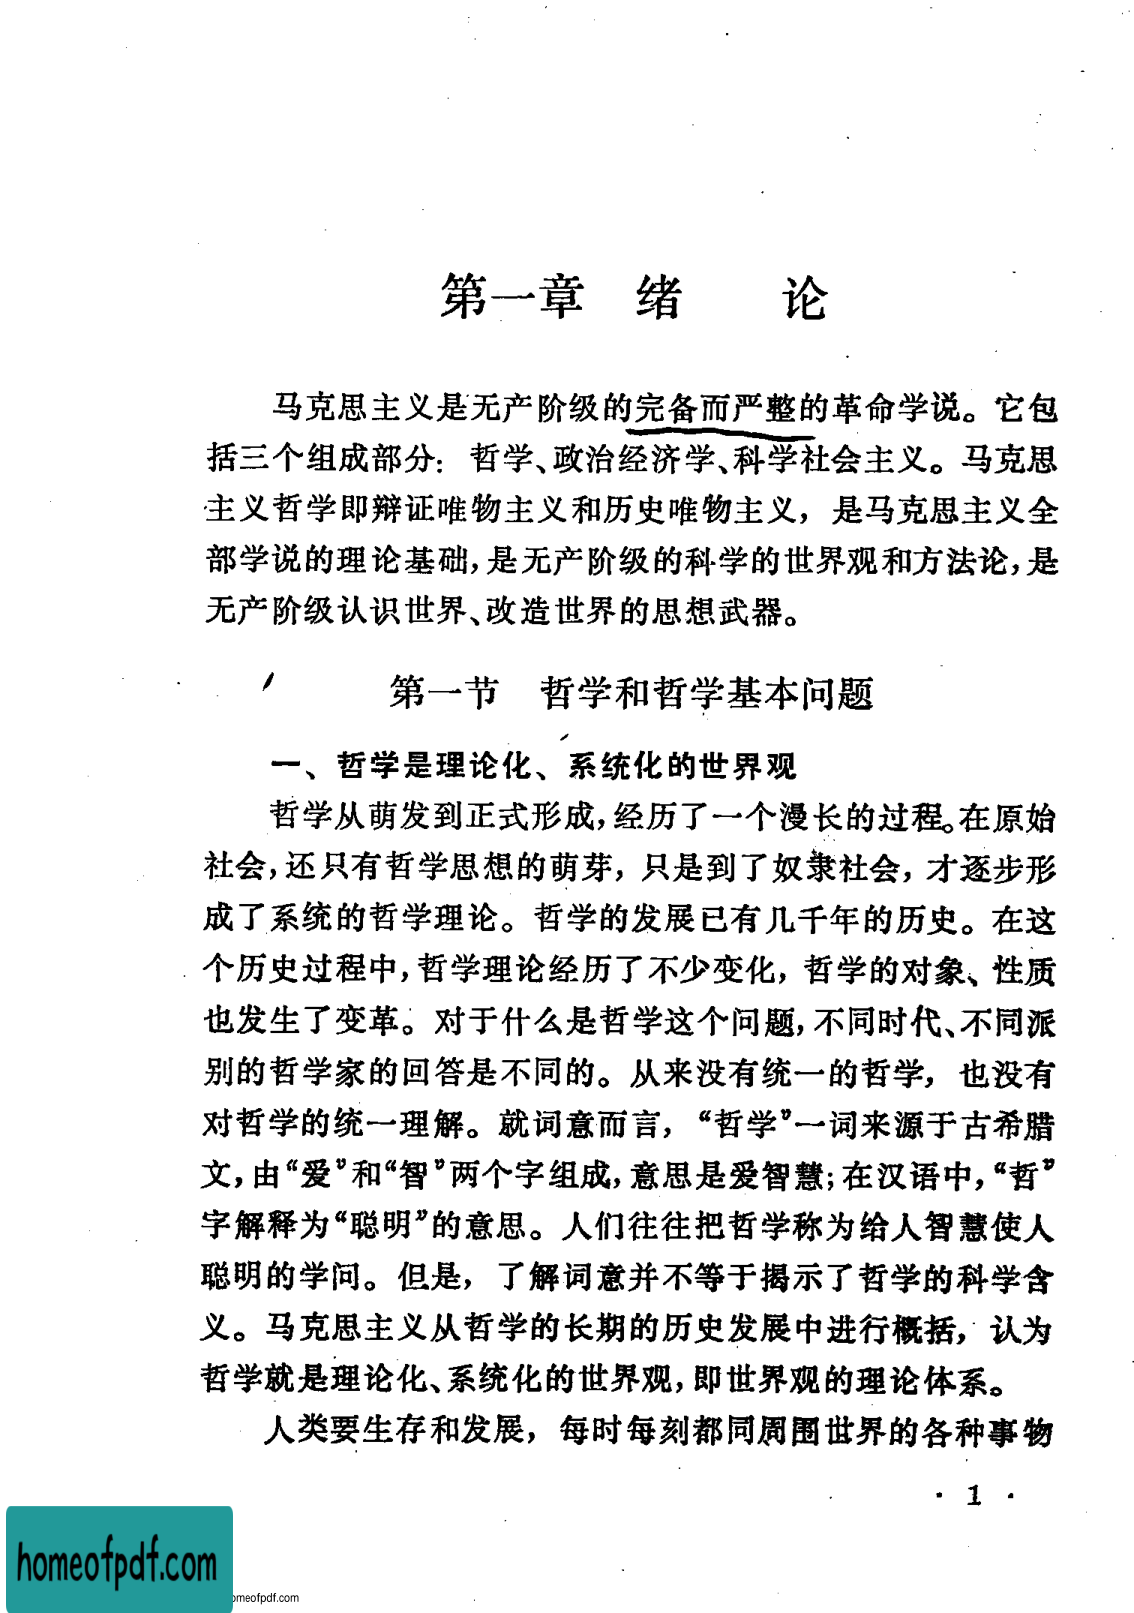 第一章　绪　　论
马克思主义是无产阶级的完备而严整的革命学说。它包
括三个组成部分：哲学、政治经济学、科学社会主义。马克思
主义哲学即辩证唯物主义和历史唯物主义，是马克思主义全
部学说的理论基础，是无产阶级的科学的世界观和方法论，是
无产阶级认识世界、改造世界的思想武器。
第一节　哲学和哲学基本问题
一、哲学是理论化、系统化的世界观
哲学从萌发到正式形成，经历了一个漫长的过程。在原始
社会，还只有哲学思想的萌芽，只是到了奴隶社会，才逐步形
成了系统的哲学理论。哲学的发展已有几千年的历史。在这
个历史过程中，哲学理论经历了不少变化，哲学的对象、性质
也发生了变革。对于什么是哲学这个问题，不同时代、不同派
别的哲学家的回答是不同的。从来没有统一的哲学，也没有
对哲学的统一理解。就词意而言，“哲学”一词来源于古希腊
文，由“爱”和“智”两个字组成，意思是爱智慧；在汉语中，“哲”
字解释为“聪明”的意思。人们往往把哲学称为给人智慧使人
聪明的学问。但是，了解词意并不等于揭示了哲学的科学含
义。马克思主义从哲学的长期的历史发展中进行概括，认为
哲学就是理论化、系统化的世界观，即世界观的理论体系。
人类要生存和发展，每时每刻都同周围世界的各种事物
· 1 ·
homeofpdf.com
omeofpdf.com